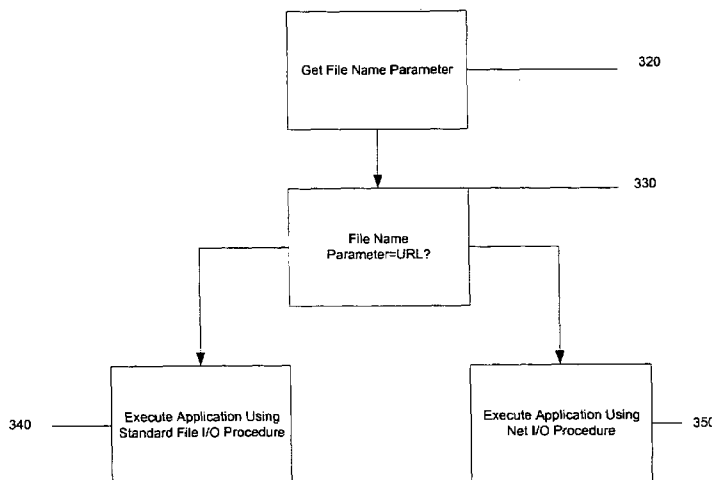 Get File Name Parameter
320
330
File Name
Parameter=URL?
340
Execute Application Using
Standard File I/O Procedure
Execute Application Using
Net I/O Procedure
350